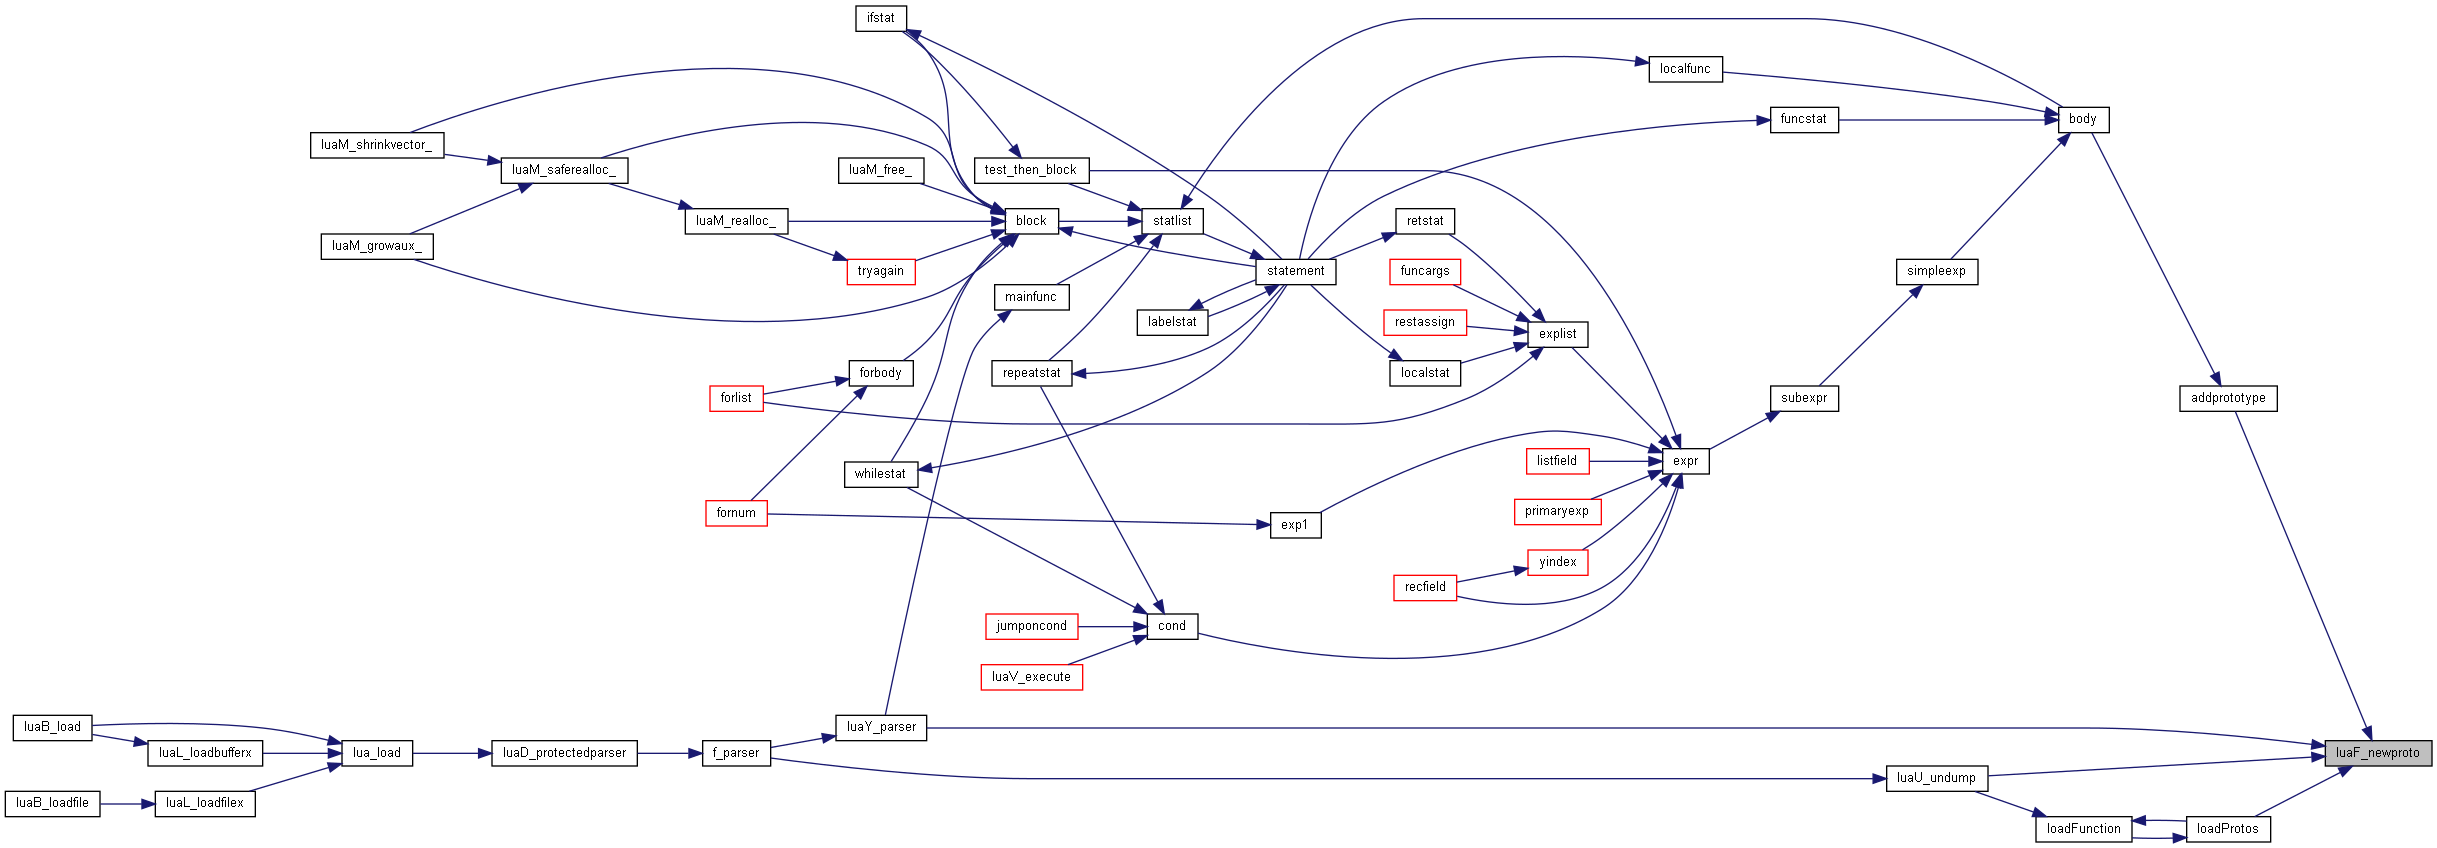 ifstat
localfunc
body
funcstat
luaM_shrinkvector_
luaM_saferealloc_
luaM_free_
test_then_block
luaM_realloc_
block
statlist
retstat
luaM_growaux_
tryagain
statement
funcargs
simpleexp
mainfunc
labelstat
restassign
explist
forbody
repeatstat
localstat
forlist
subexpr
addprototype
whilestat
listfield
expr
fornum
exp1
primaryexp
yindex
recfield
jumponcond
cond
luaV_execute
luaB_load
luaL_loadbufferx
lua_load
luaD_protectedparser
f_parser
luaY_parser
luaF_newproto
luaU_undump
luaB_loadfile
luaL_loadfilex
loadFunction
loadProtos